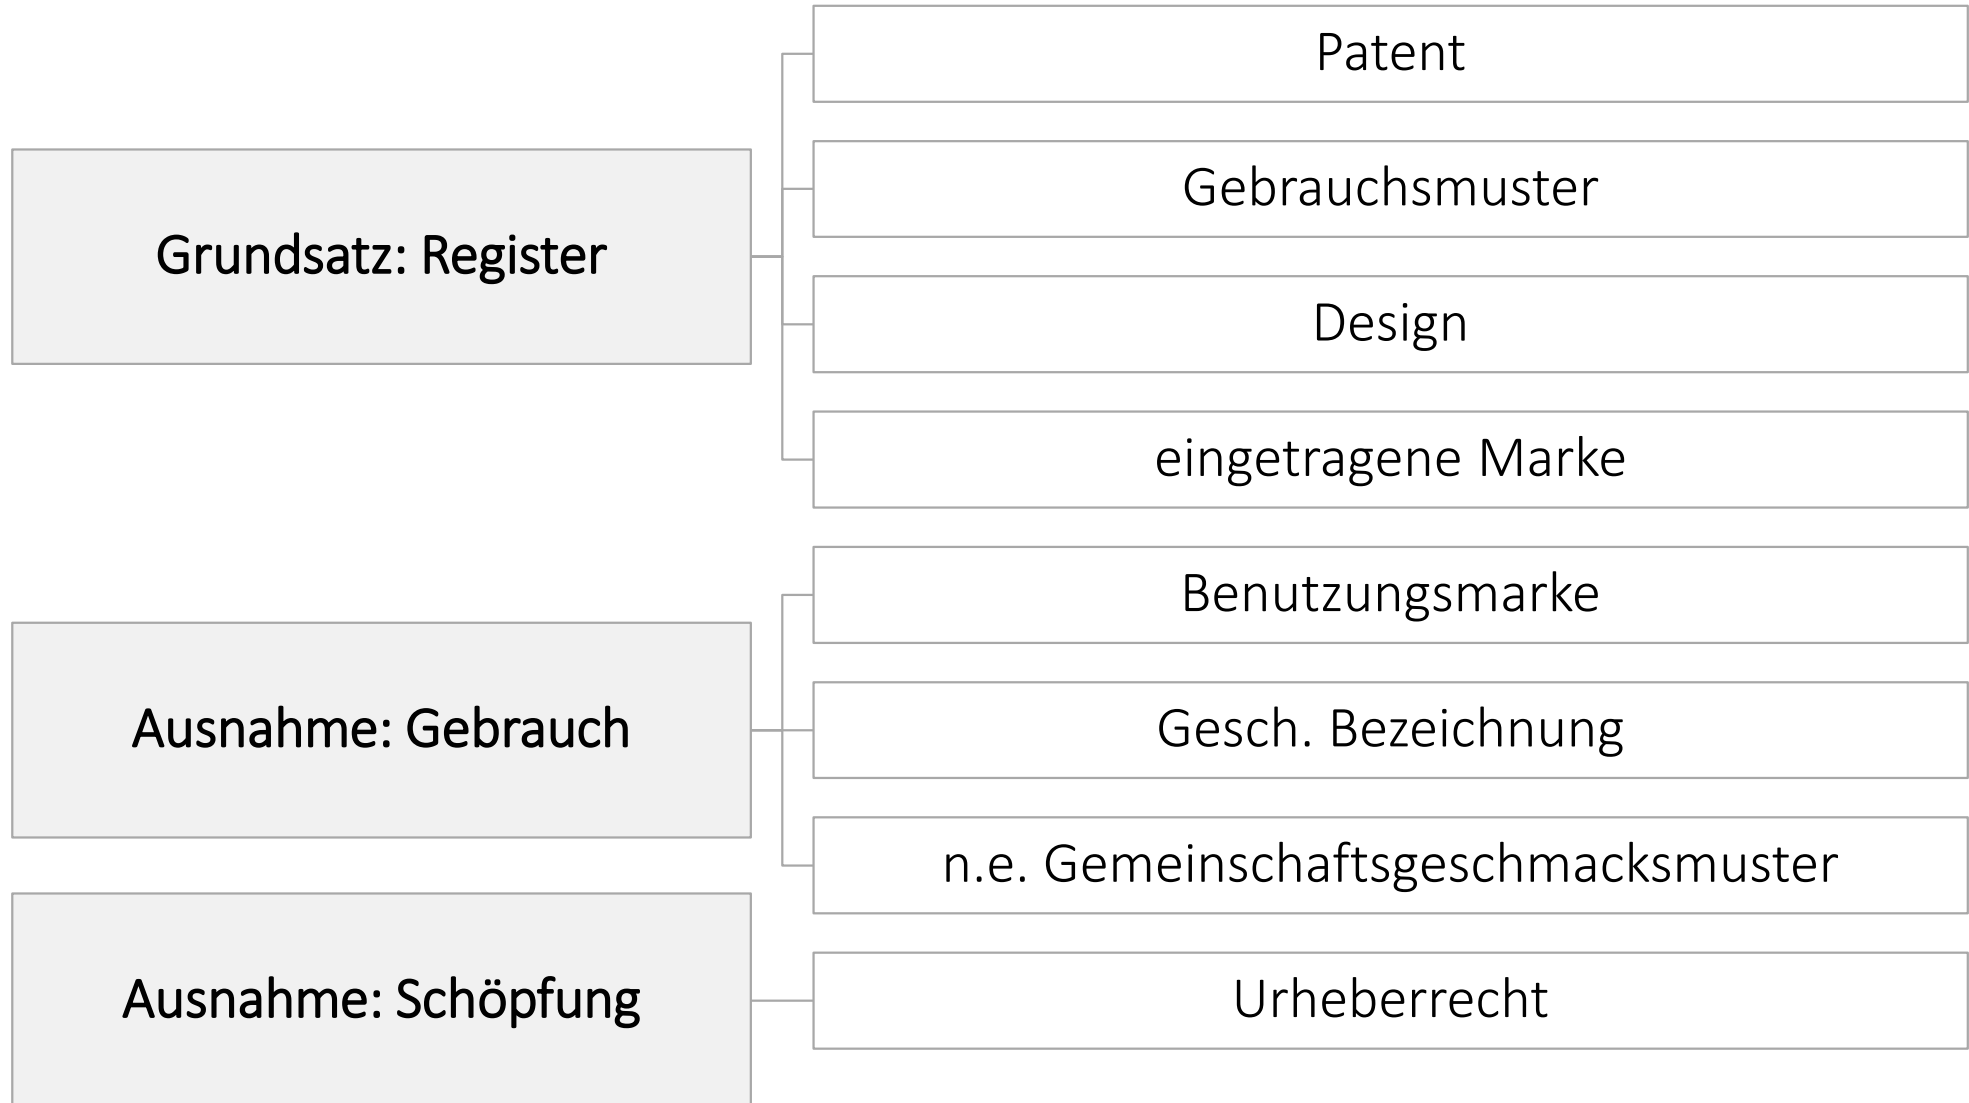 Grundsatz: Register
Patent
Gebrauchsmuster
Design
eingetragene Marke
Ausnahme: Gebrauch
Benutzungsmarke
Gesch. Bezeichnung
n.e. Gemeinschaftsgeschmacksmuster
Ausnahme: Schöpfung
Urheberrecht